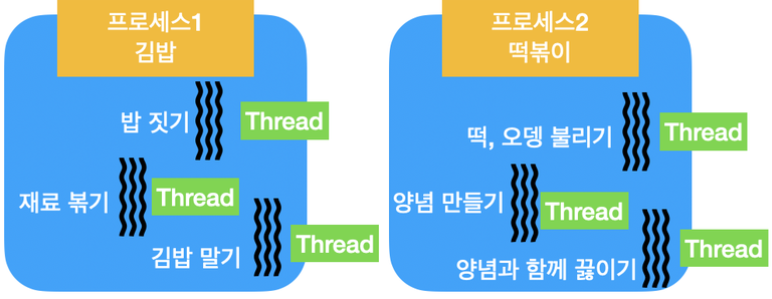 프로세스1
김밥
밥 짓기
Thread
재료 볶기
Thread
김밥 말기
Thread
프로세스2
떡볶이
떡, 오뎅 불리기
Thread
양념 만들기
Thread
양념과 함께 끓이기
Thread